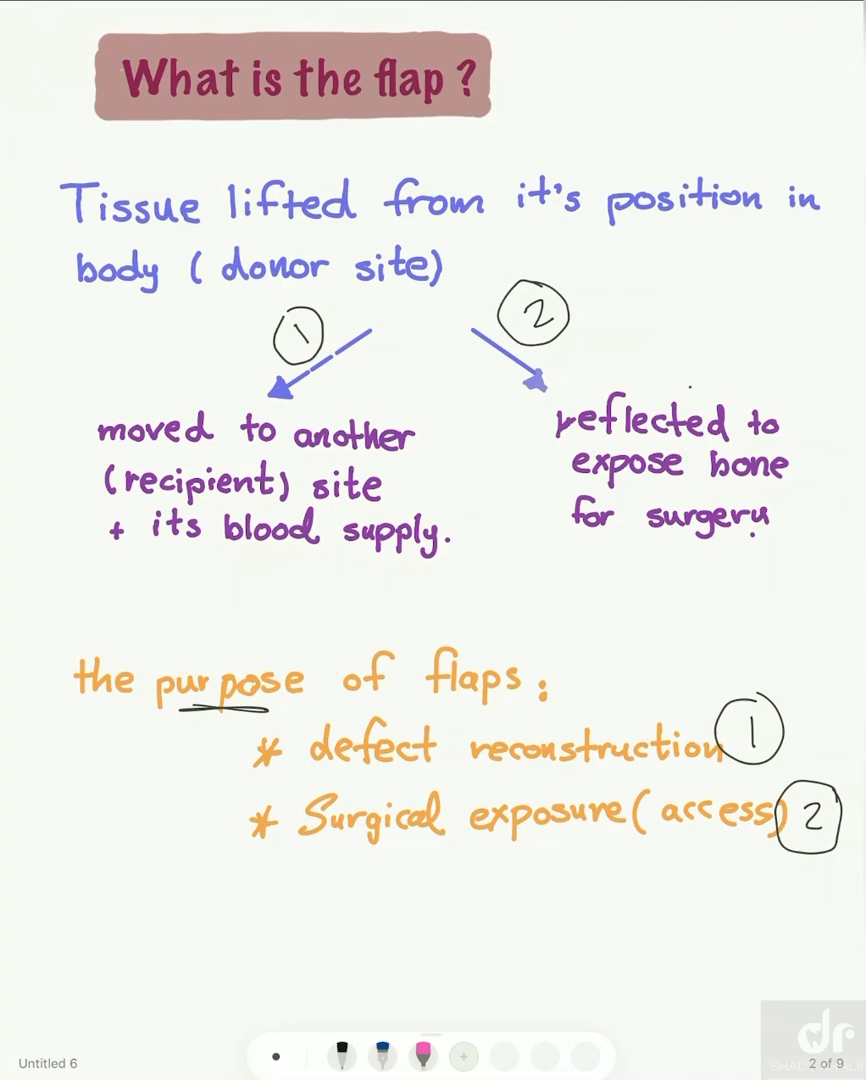 What is the flap ?
Tissue lifted from it's position in
body ( donor site)
1
2
moved to another
(recipient) site
+ its blood supply.
reflected to
expose bone
for surgery.
the purpose of flaps :
* defect reconstruction 1
* Surgical exposure ( access) 2
dr
Untitled 6
2 of 9